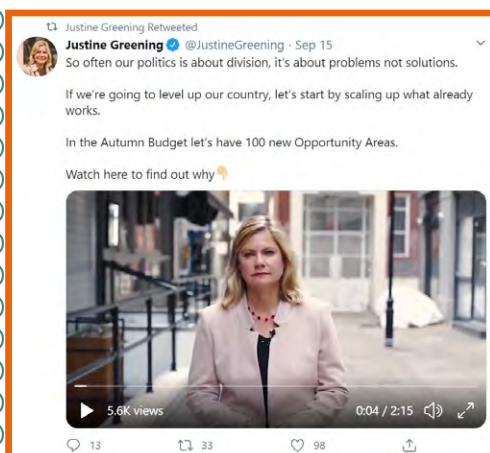 Justine Greening Retweeted
Justine Greening @JustineGreening · Sep 15
So often our politics is about division, it's about problems not solutions.
If we're going to level up our country, let's start by scaling up what already
works.
In the Autumn Budget let's have 100 new Opportunity Areas.
Watch here to find out why
5.6K views 0:04 / 2:15
13 33 98